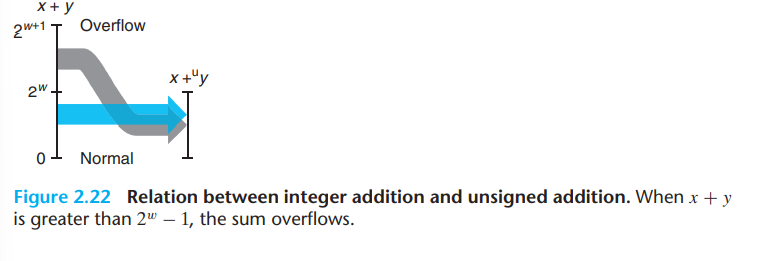 x + y
2^{w+1} Overflow
x +^u y
2^w
0 Normal
Figure 2.22 Relation between integer addition and unsigned addition. When x + y
is greater than 2^w − 1, the sum overflows.